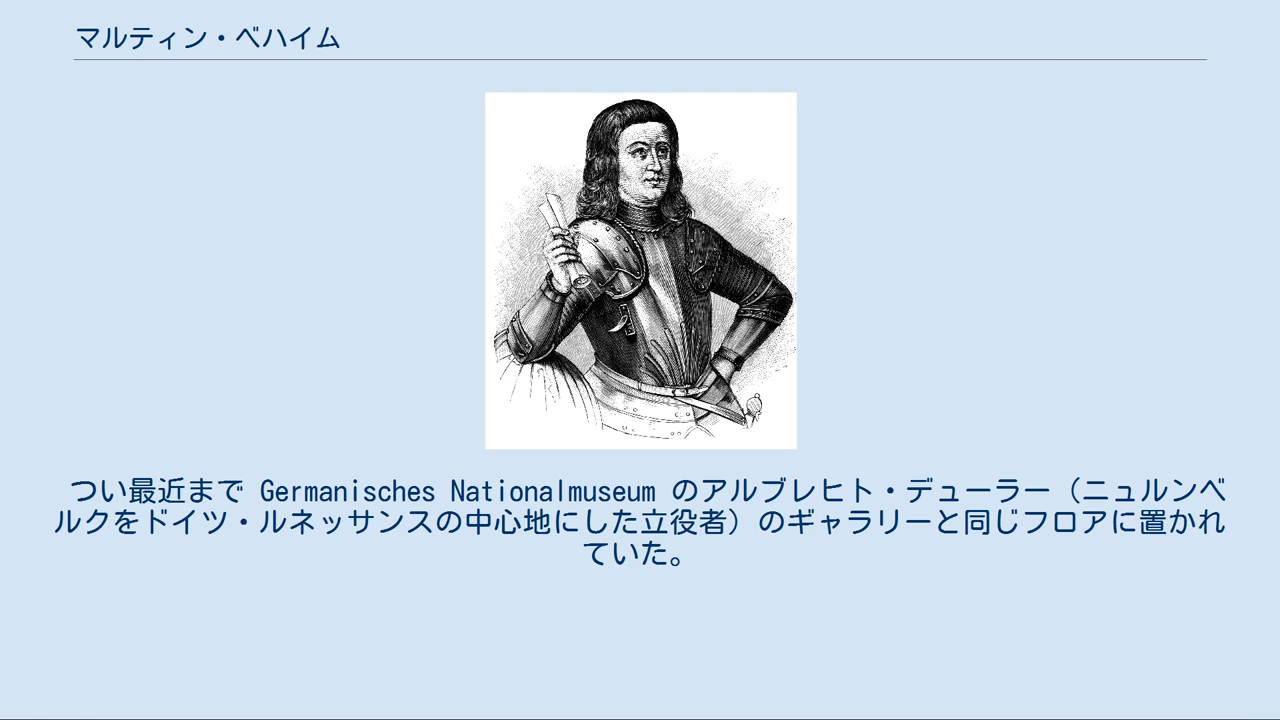 マルティン・ベハイム
つい最近まで Germanisches Nationalmuseum のアルブレヒト・デューラー（ニュルンベ
ルクをドイツ・ルネッサンスの中心地にした立役者）のギャラリーと同じフロアに置かれ
ていた。